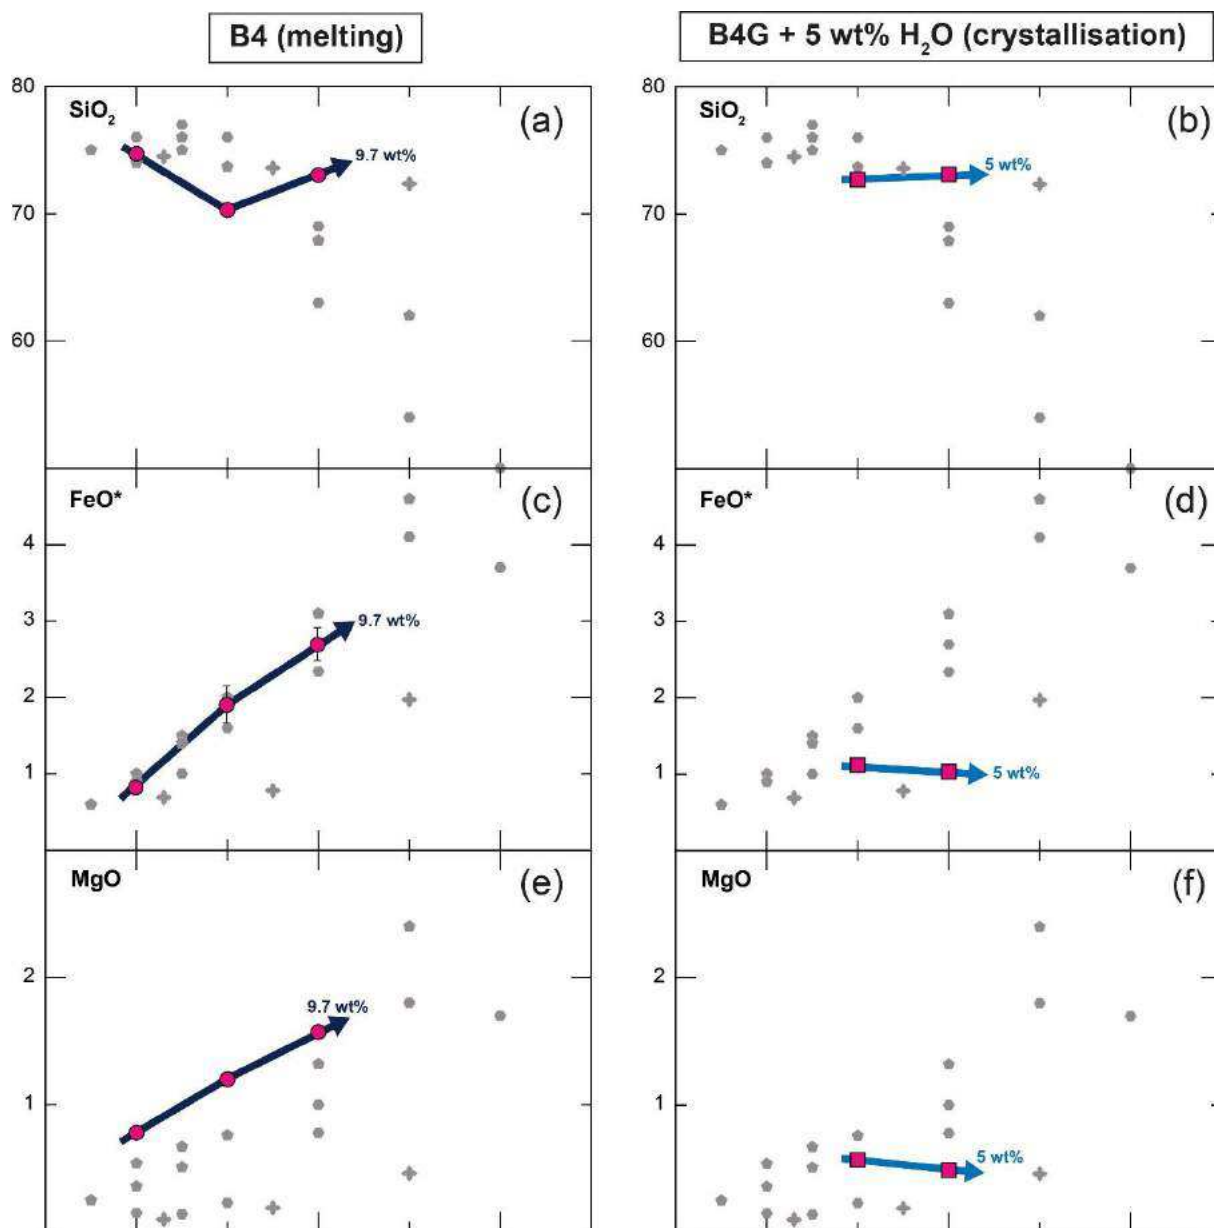 B4 (melting)
B4G + 5 wt% H₂O (crystallisation)
80
SiO₂
(a)
9.7 wt%
70
60
80
SiO₂
(b)
5 wt%
70
60
FeO*
(c)
4
3
9.7 wt%
2
1
FeO*
(d)
4
3
2
1
5 wt%
MgO
(e)
2
9.7 wt%
1
MgO
(f)
2
1
5 wt%